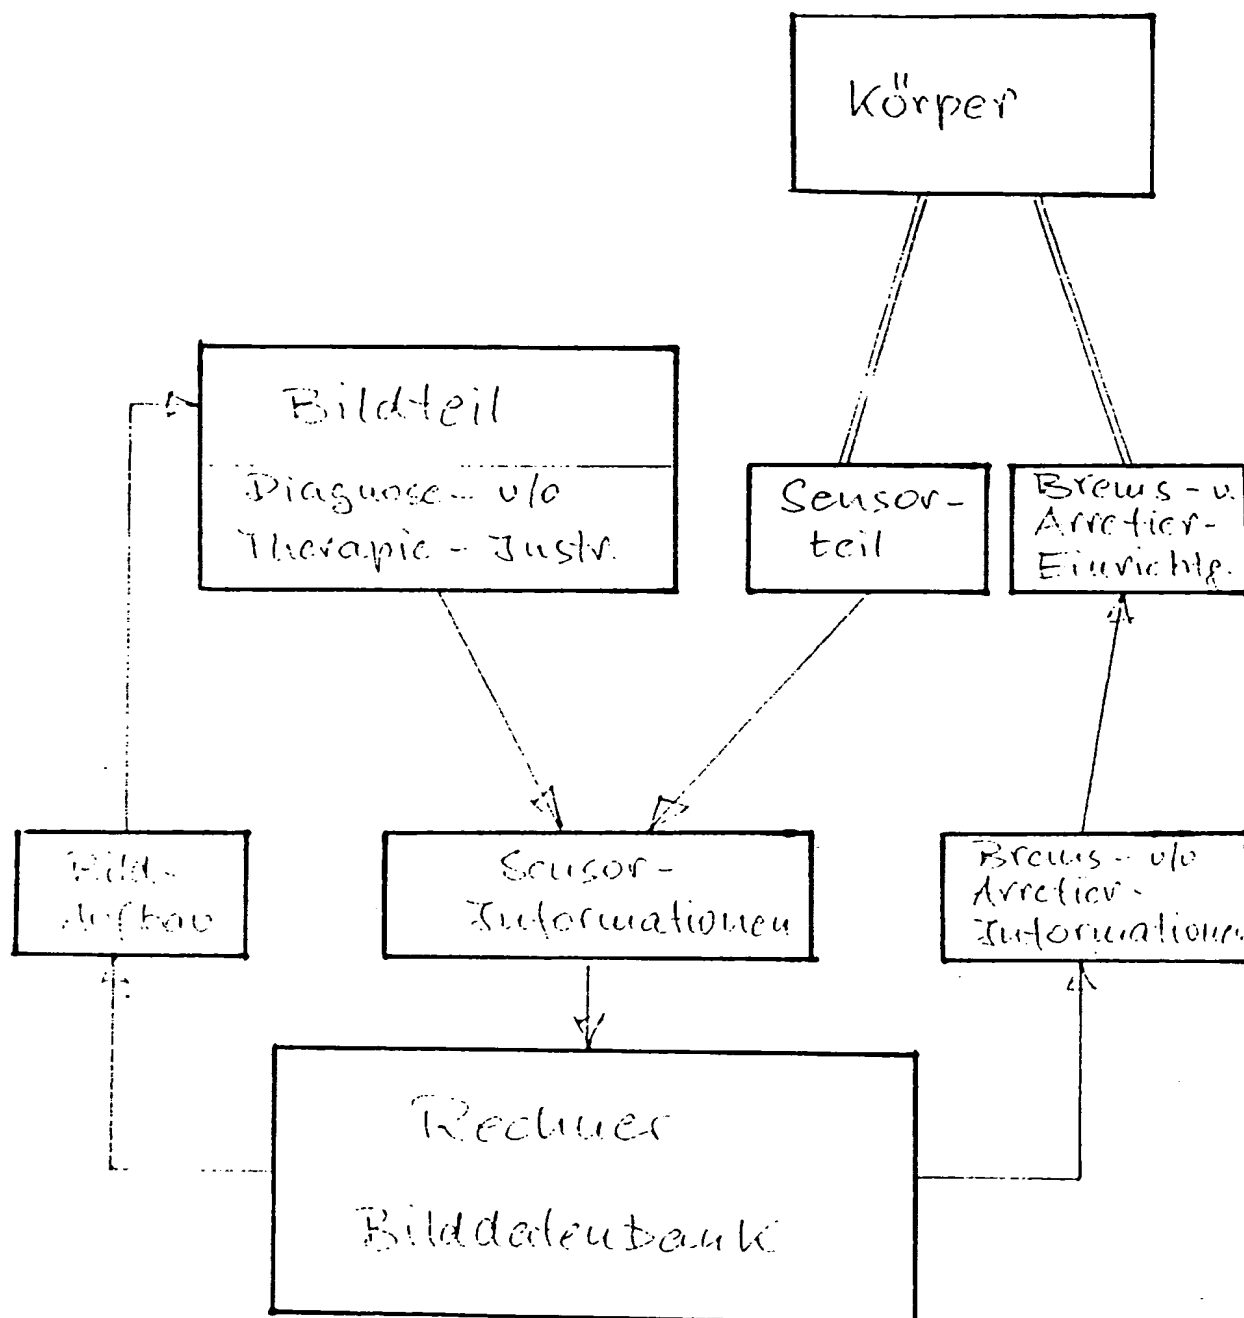 Körper
Bildteil
Diagnose- u/o
Therapie-Instr.
Sensor-
teil
Brems- u.
Arretier-
Einrichtg.
Bild-
Aufbau
Sensor-
Informationen
Brems- u/o
Arretier-
Informationen
Rechner
Bilddatenbank